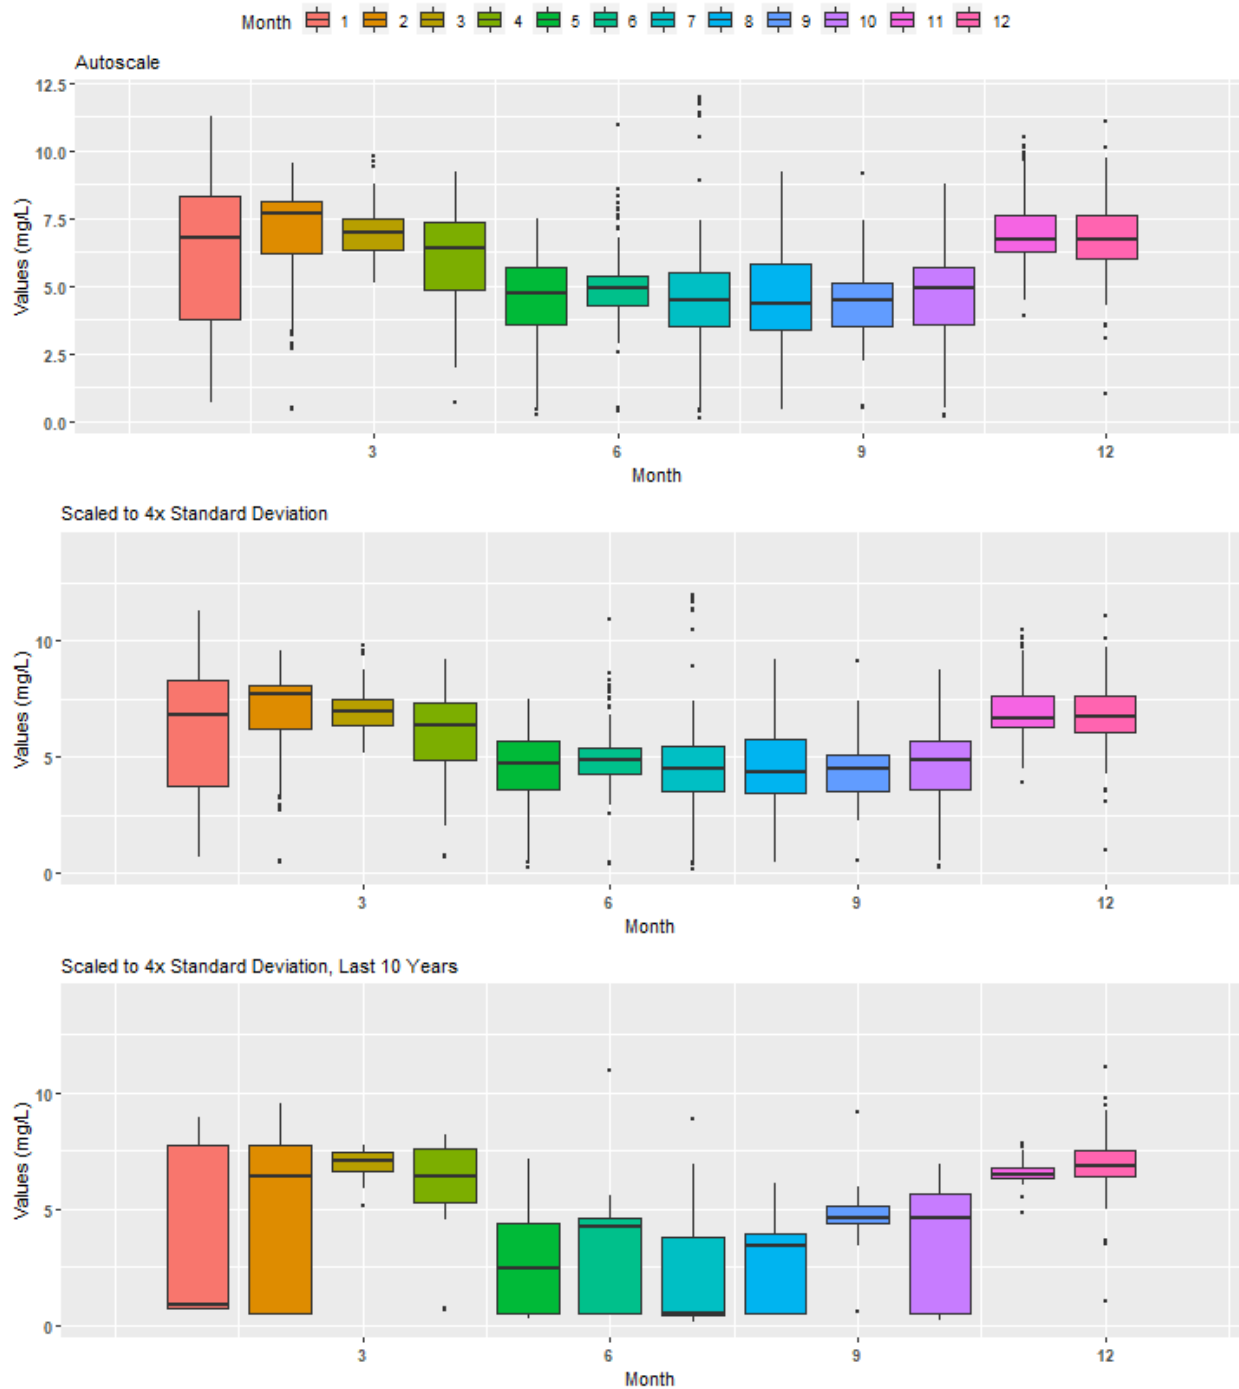 Month 1 2 3 4 5 6 7 8 9 10 11 12
Autoscale
Values (mg/L)
12.5
10.0
7.5
5.0
2.5
0.0
3 6 9 12
Month
Scaled to 4x Standard Deviation
Values (mg/L)
10
5
0
3 6 9 12
Month
Scaled to 4x Standard Deviation, Last 10 Years
Values (mg/L)
10
5
0
3 6 9 12
Month